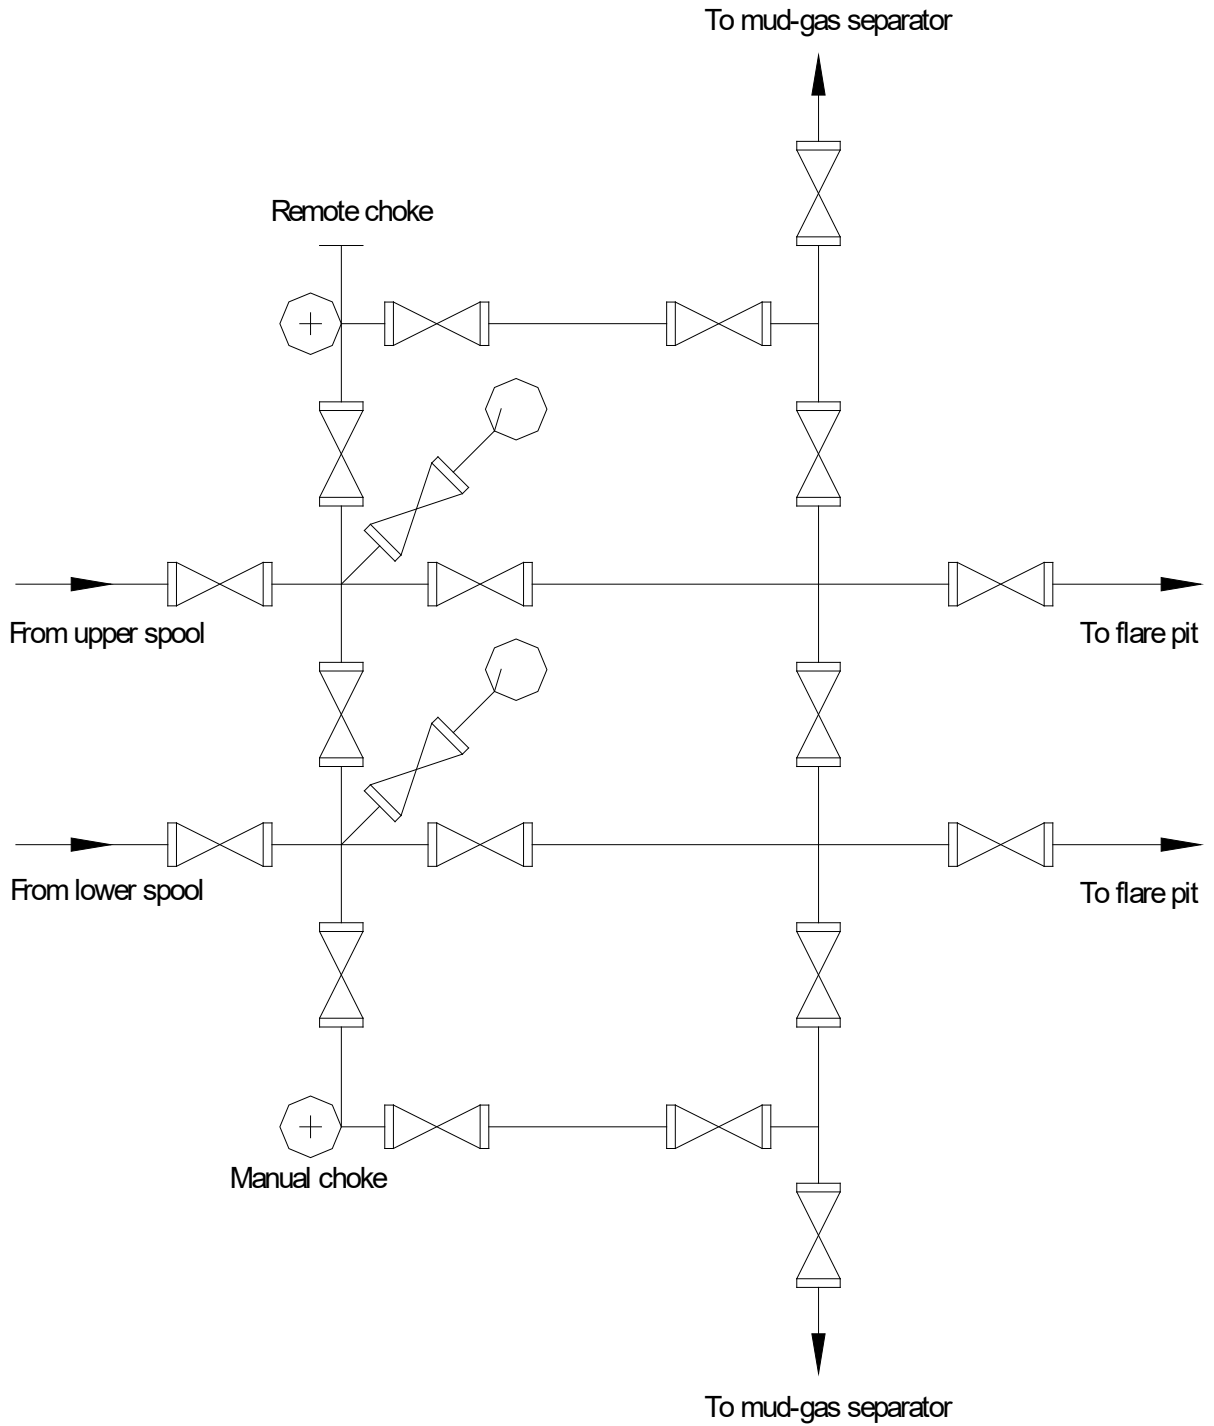 To mud-gas separator
Remote choke
From upper spool
To flare pit
From lower spool
To flare pit
Manual choke
To mud-gas separator